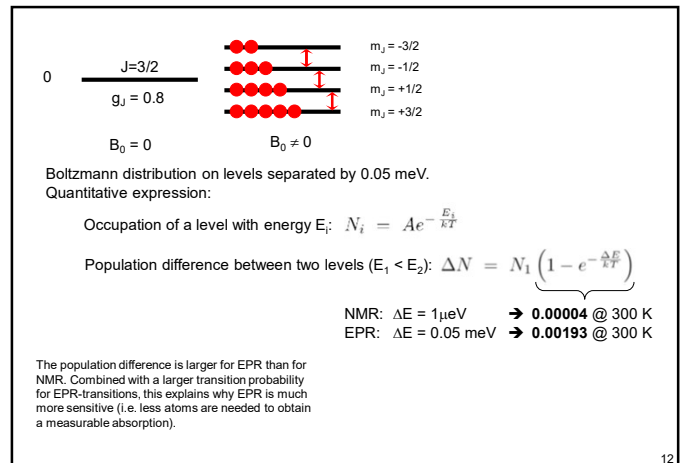 0
J=3/2
g_J = 0.8
m_J = -3/2
m_J = -1/2
m_J = +1/2
m_J = +3/2
B_0 = 0
B_0 ≠ 0
Boltzmann distribution on levels separated by 0.05 meV.
Quantitative expression:
Occupation of a level with energy E_i: N_i = Ae^{-\frac{E_i}{kT}}
Population difference between two levels (E_1 < E_2): ΔN = N_1 (1 − e^{-\frac{ΔE}{kT}})
NMR: ΔE = 1μeV ➔ 0.00004 @ 300 K
EPR: ΔE = 0.05 meV ➔ 0.00193 @ 300 K
The population difference is larger for EPR than for
NMR. Combined with a larger transition probability
for EPR-transitions, this explains why EPR is much
more sensitive (i.e. less atoms are needed to obtain
a measurable absorption).
12